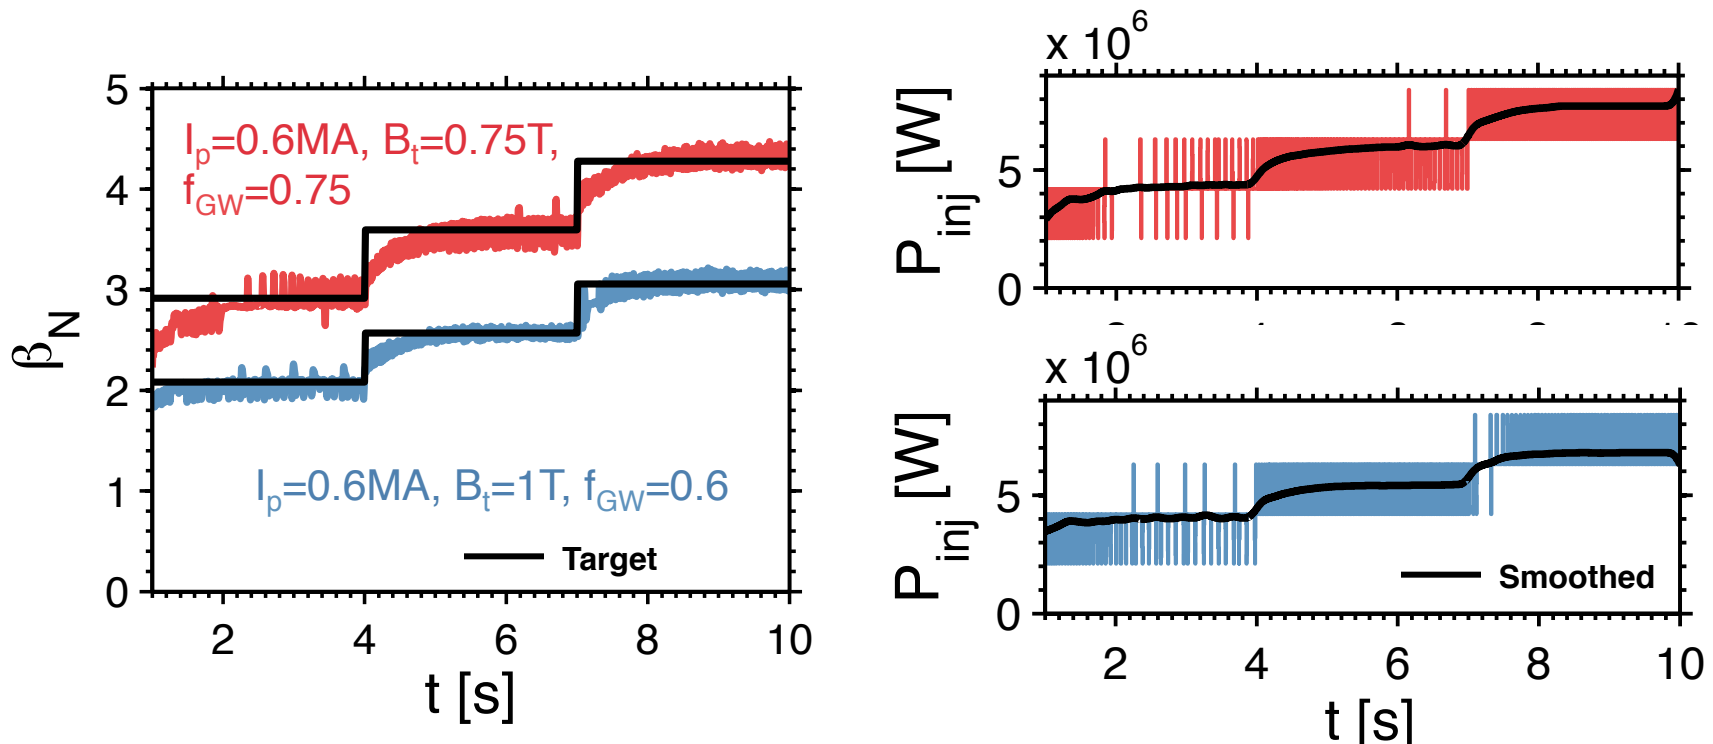 5
4
3
2
1
0
β_N
I_p=0.6MA, B_t=0.75T,
f_GW=0.75
I_p=0.6MA, B_t=1T, f_GW=0.6
Target
2 4 6 8 10
t [s]
x 10^6
5
0
P_inj [W]
x 10^6
5
0
P_inj [W]
Smoothed
2 4 6 8 10
t [s]